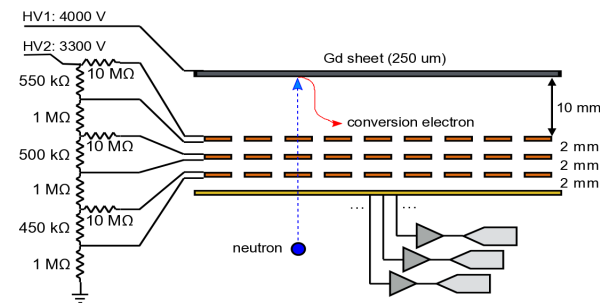 HV1: 4000 V
HV2: 3300 V
Gd sheet (250 um)
10 MΩ
550 kΩ
10 mm
1 MΩ
conversion electron
10 MΩ
2 mm
500 kΩ
2 mm
1 MΩ
2 mm
10 MΩ
... ...
450 kΩ
neutron
1 MΩ